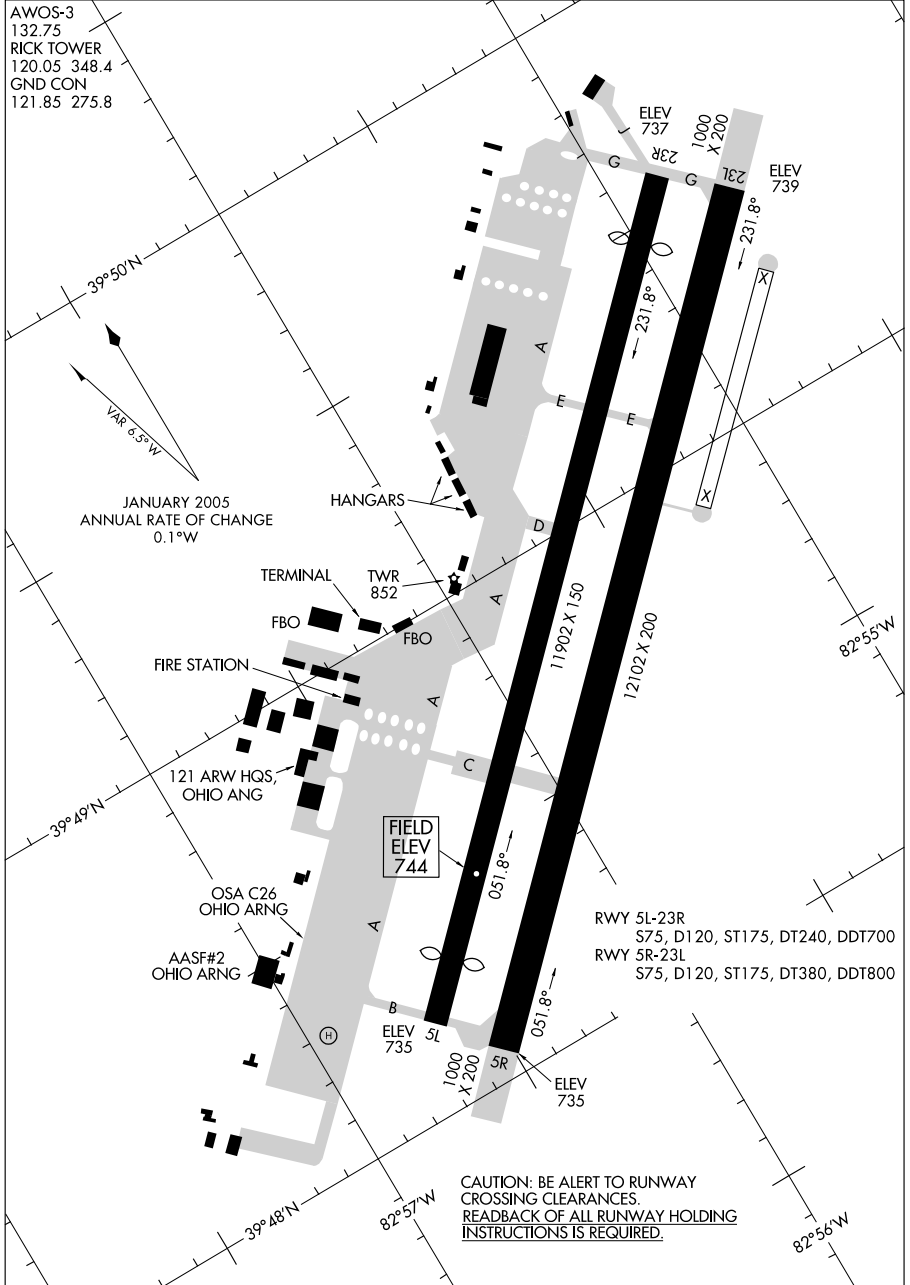 AWOS-3
132.75
RICK TOWER
120.05 348.4
GND CON
121.85 275.8
ELEV
737
1000
X 200
J
G
23R
G
23L
ELEV
739
231.8°
39°50'N
X
231.8°
A
VAR 6.5° W
E
E
JANUARY 2005
ANNUAL RATE OF CHANGE
0.1°W
HANGARS
X
D
TERMINAL
TWR
852
A
FBO
FBO
11902 X 150
12102 X 200
82°55'W
FIRE STATION
A
C
121 ARW HQS,
OHIO ANG
39°49'N
FIELD
ELEV
744
051.8°
OSA C26
OHIO ARNG
A
RWY 5L-23R
S75, D120, ST175, DT240, DDT700
RWY 5R-23L
S75, D120, ST175, DT380, DDT800
AASF#2
OHIO ARNG
B
051.8°
H
ELEV
735
5L
1000
X 200
5R
ELEV
735
CAUTION: BE ALERT TO RUNWAY
CROSSING CLEARANCES.
READBACK OF ALL RUNWAY HOLDING
INSTRUCTIONS IS REQUIRED.
39°48'N
82°57'W
82°56'W